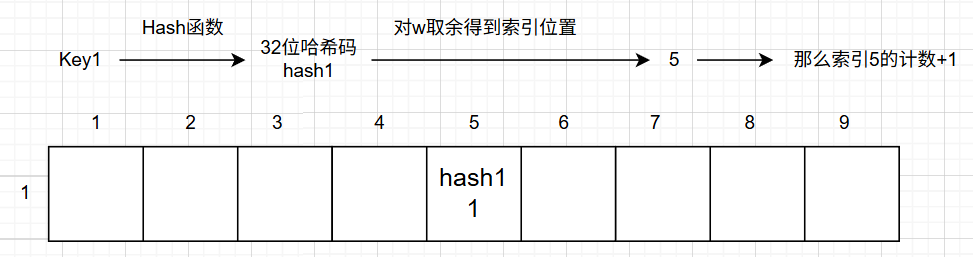 Hash函数
对w取余得到索引位置
Key1
32位哈希码
hash1
5
那么索引5的计数+1
1 2 3 4 5 6 7 8 9
1
hash1
1